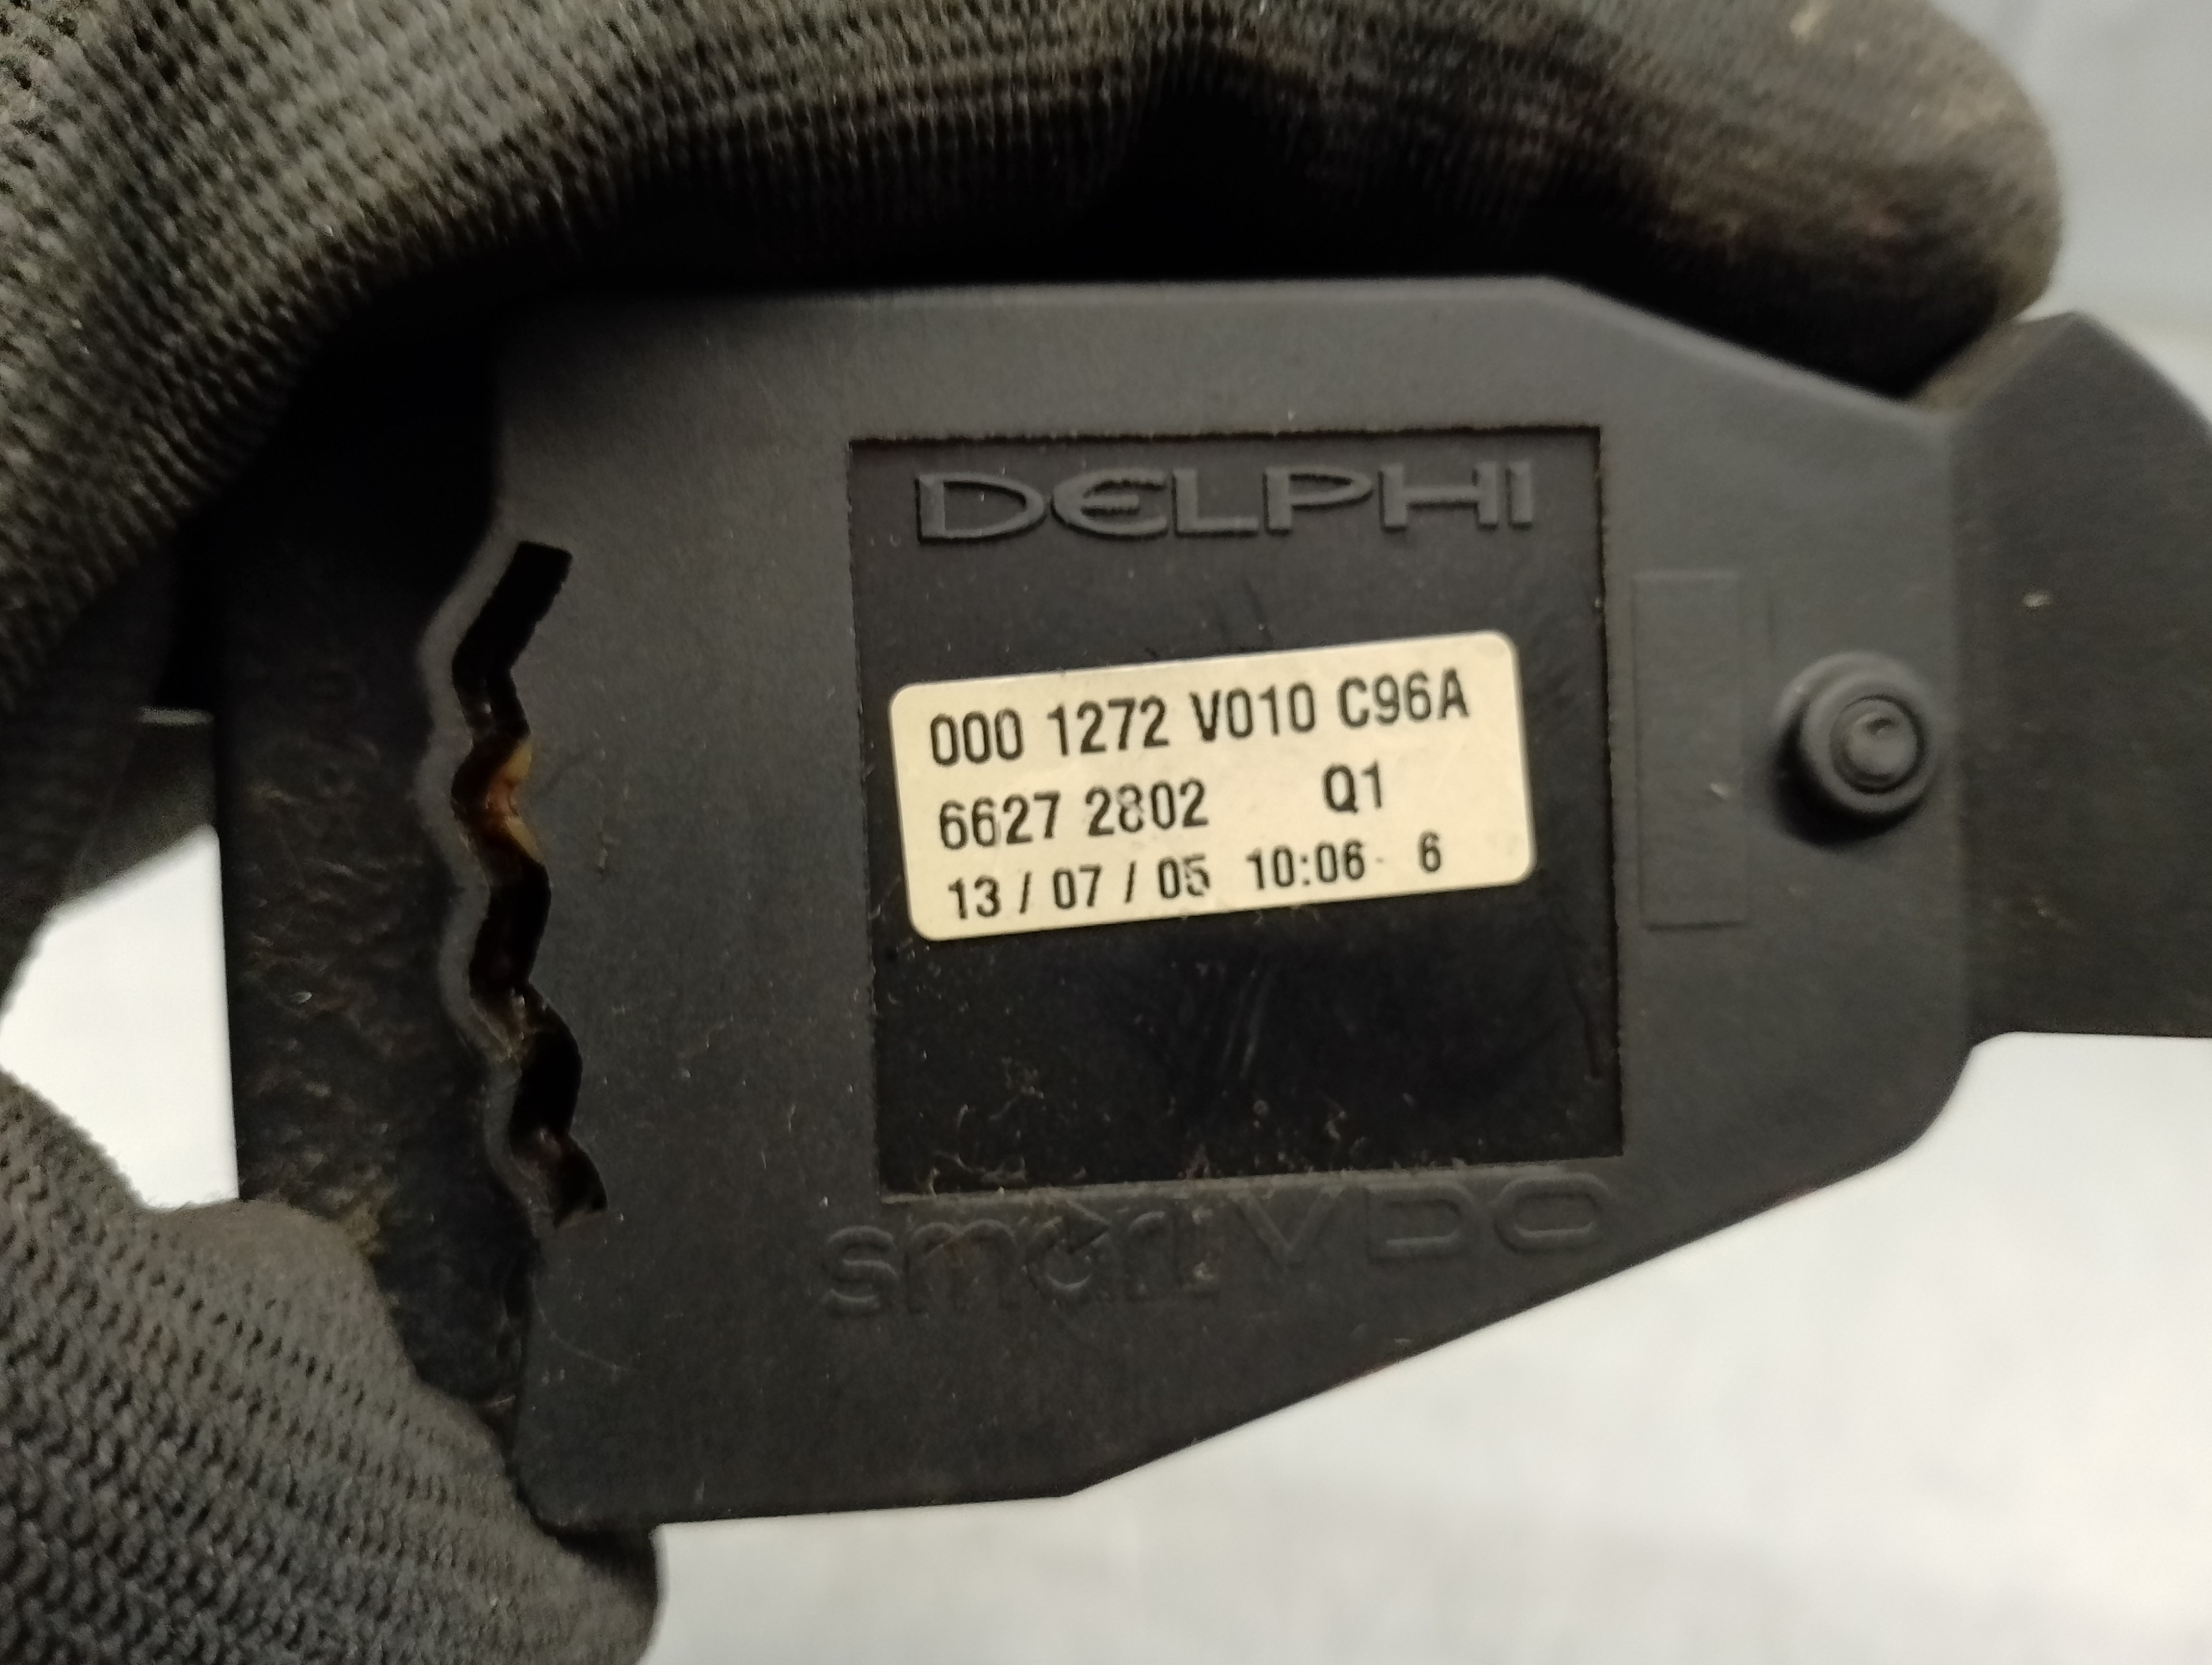 DELPHI
000 1272 V010 C96A
6627 2802 Q1
13 / 07 / 05 10:06 6
smart VDO